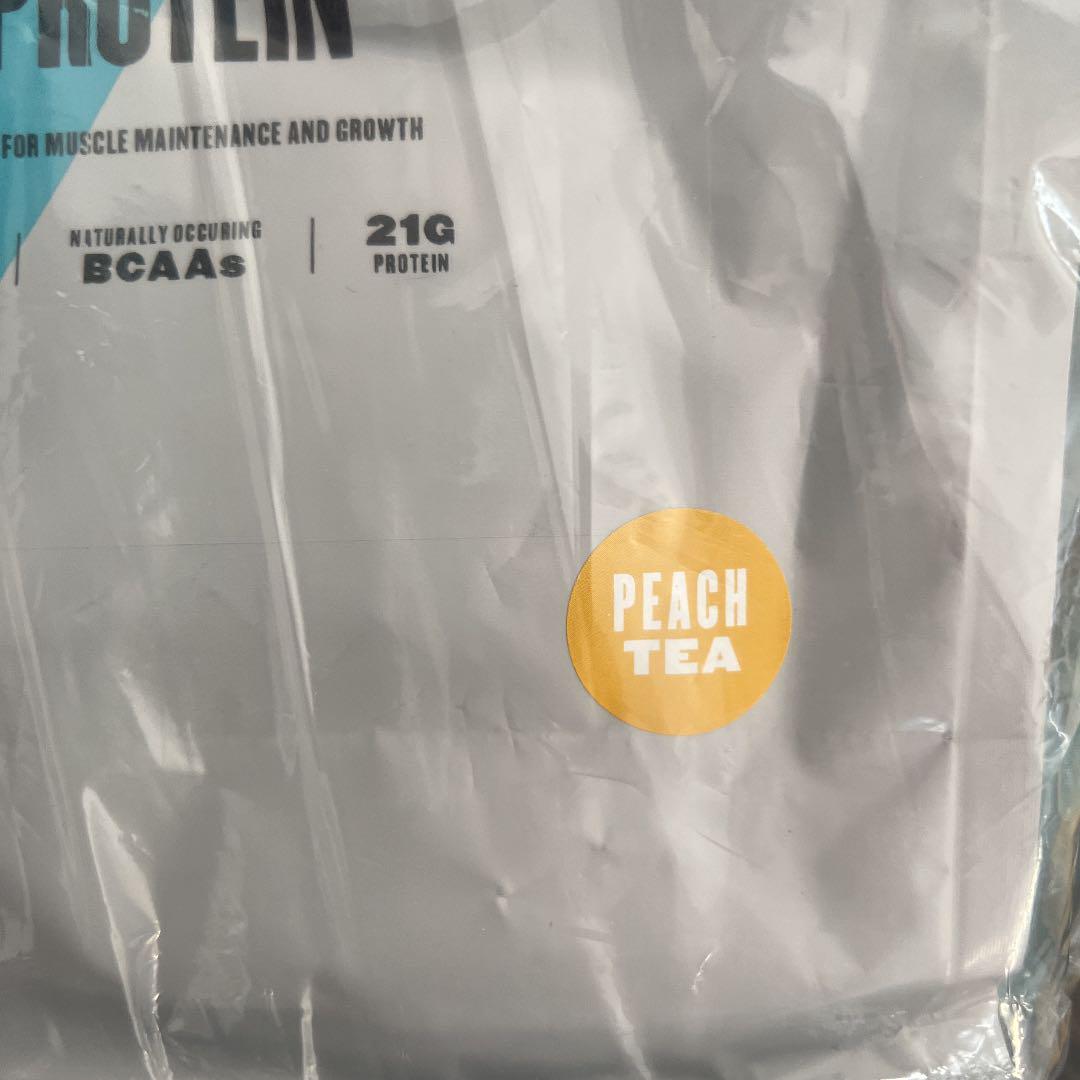 PROTEIN
FOR MUSCLE MAINTENANCE AND GROWTH
NATURALLY OCCURING
BCAAs
21G
PROTEIN
PEACH
TEA